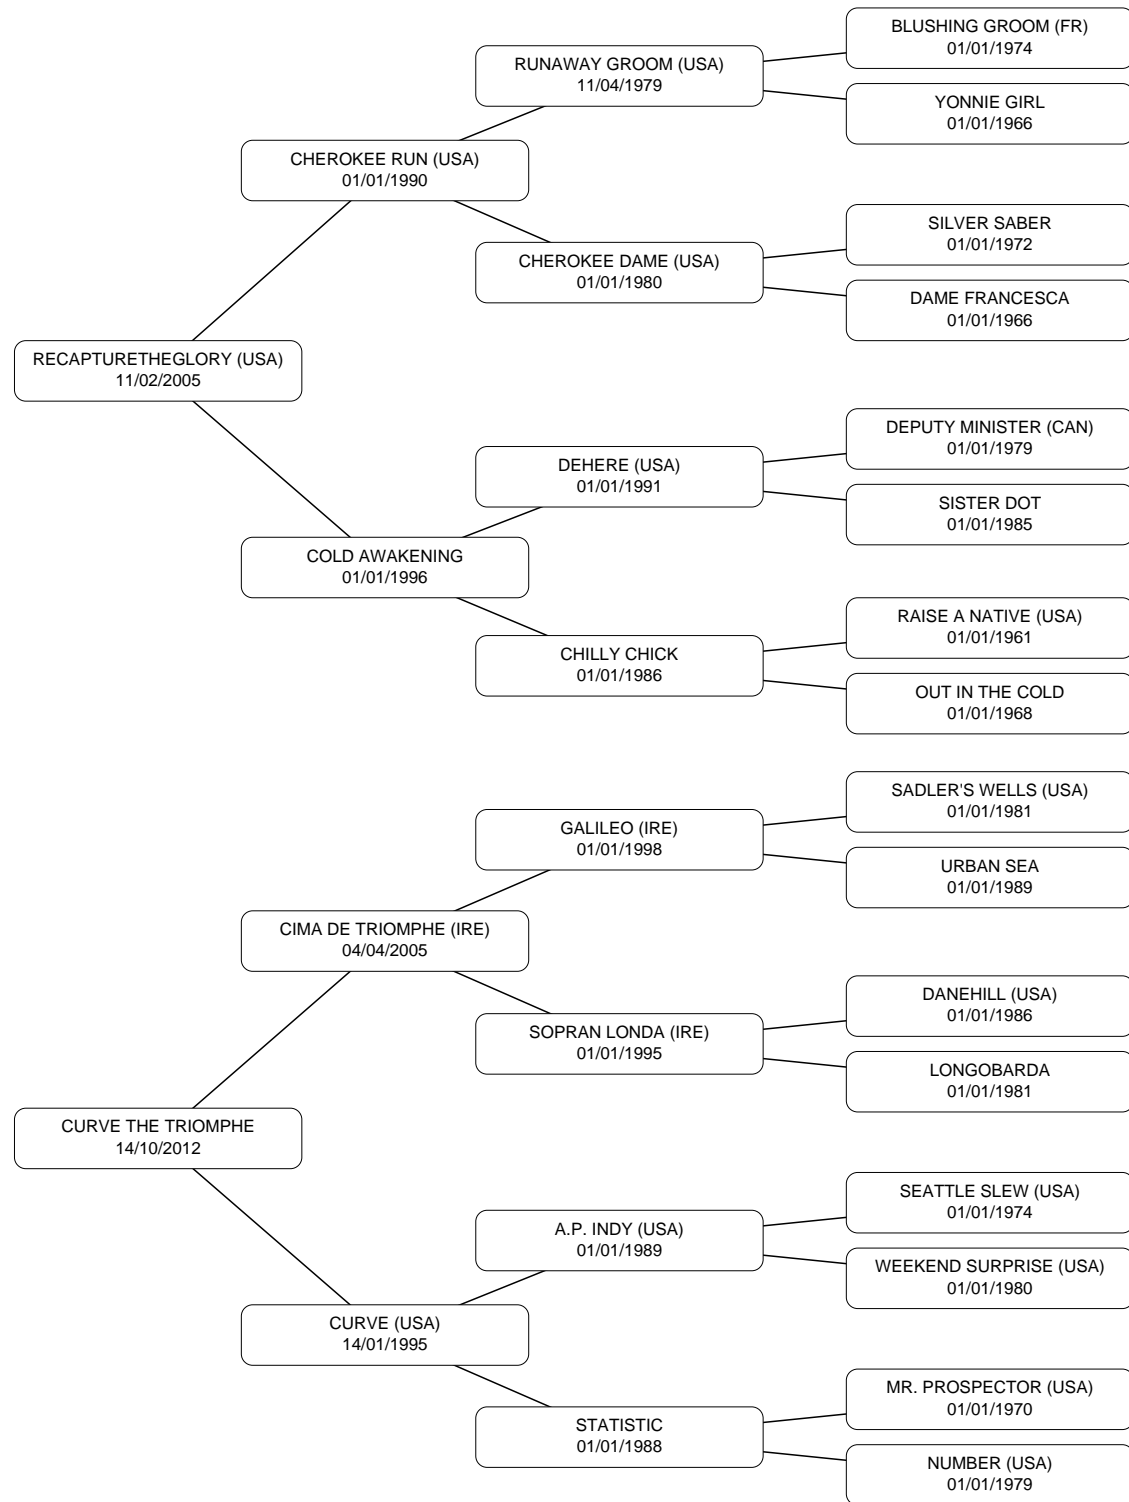 BLUSHING GROOM (FR)
01/01/1974
RUNAWAY GROOM (USA)
11/04/1979
YONNIE GIRL
01/01/1966
CHEROKEE RUN (USA)
01/01/1990
SILVER SABER
01/01/1972
CHEROKEE DAME (USA)
01/01/1980
DAME FRANCESCA
01/01/1966
RECAPTURETHEGLORY (USA)
11/02/2005
DEPUTY MINISTER (CAN)
01/01/1979
DEHERE (USA)
01/01/1991
SISTER DOT
01/01/1985
COLD AWAKENING
01/01/1996
RAISE A NATIVE (USA)
01/01/1961
CHILLY CHICK
01/01/1986
OUT IN THE COLD
01/01/1968
SADLER'S WELLS (USA)
01/01/1981
GALILEO (IRE)
01/01/1998
URBAN SEA
01/01/1989
CIMA DE TRIOMPHE (IRE)
04/04/2005
DANEHILL (USA)
01/01/1986
SOPRAN LONDA (IRE)
01/01/1995
LONGOBARDA
01/01/1981
CURVE THE TRIOMPHE
14/10/2012
SEATTLE SLEW (USA)
01/01/1974
A.P. INDY (USA)
01/01/1989
WEEKEND SURPRISE (USA)
01/01/1980
CURVE (USA)
14/01/1995
MR. PROSPECTOR (USA)
01/01/1970
STATISTIC
01/01/1988
NUMBER (USA)
01/01/1979